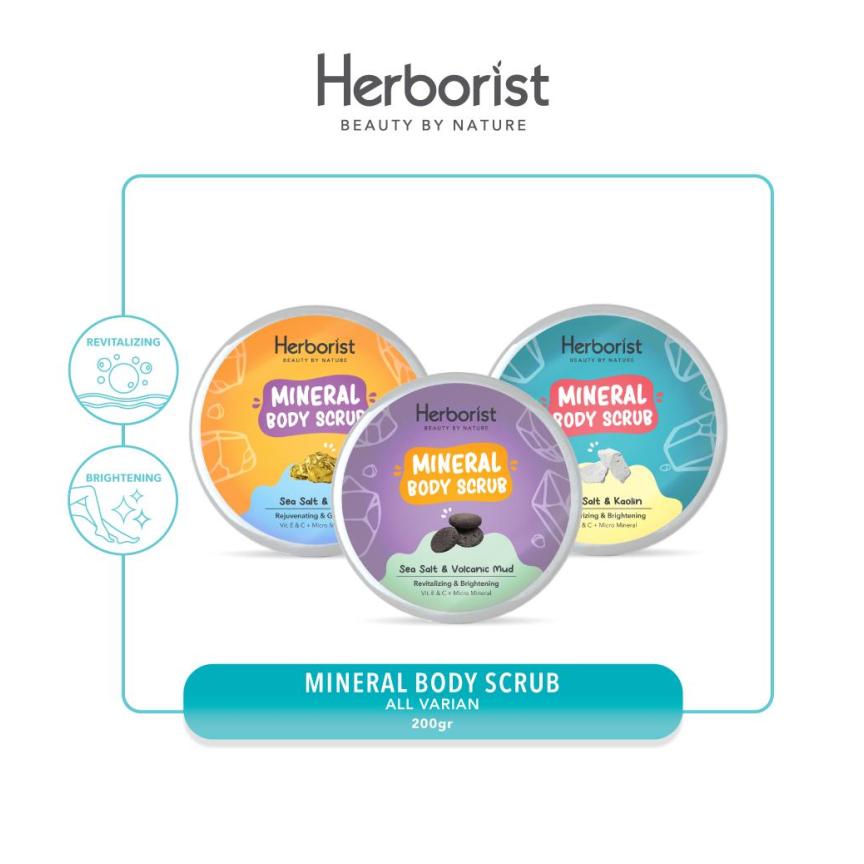 Herborist
BEAUTY BY NATURE
REVITALIZING
BRIGHTENING
Herborist
BEAUTY BY NATURE
MINERAL
BODY SCRUB
Sea Salt &
Rejuvenating &
Vit. E & C + Micro
Herborist
BEAUTY BY NATURE
MINERAL
BODY SCRUB
Sea Salt & Volcanic Mud
Revitalizing & Brightening
Vit. E & C + Micro Mineral
Herborist
BEAUTY BY NATURE
MINERAL
BODY SCRUB
Salt & Kaolin
& Brightening
& C + Micro Mineral
MINERAL BODY SCRUB
ALL VARIAN
200gr